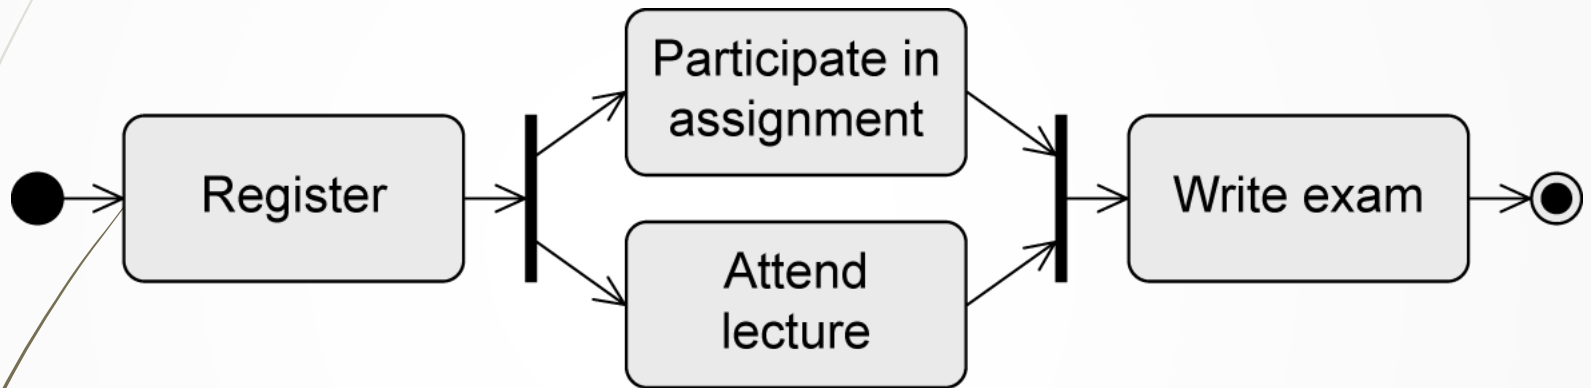 Register
Participate in
assignment
Attend
lecture
Write exam